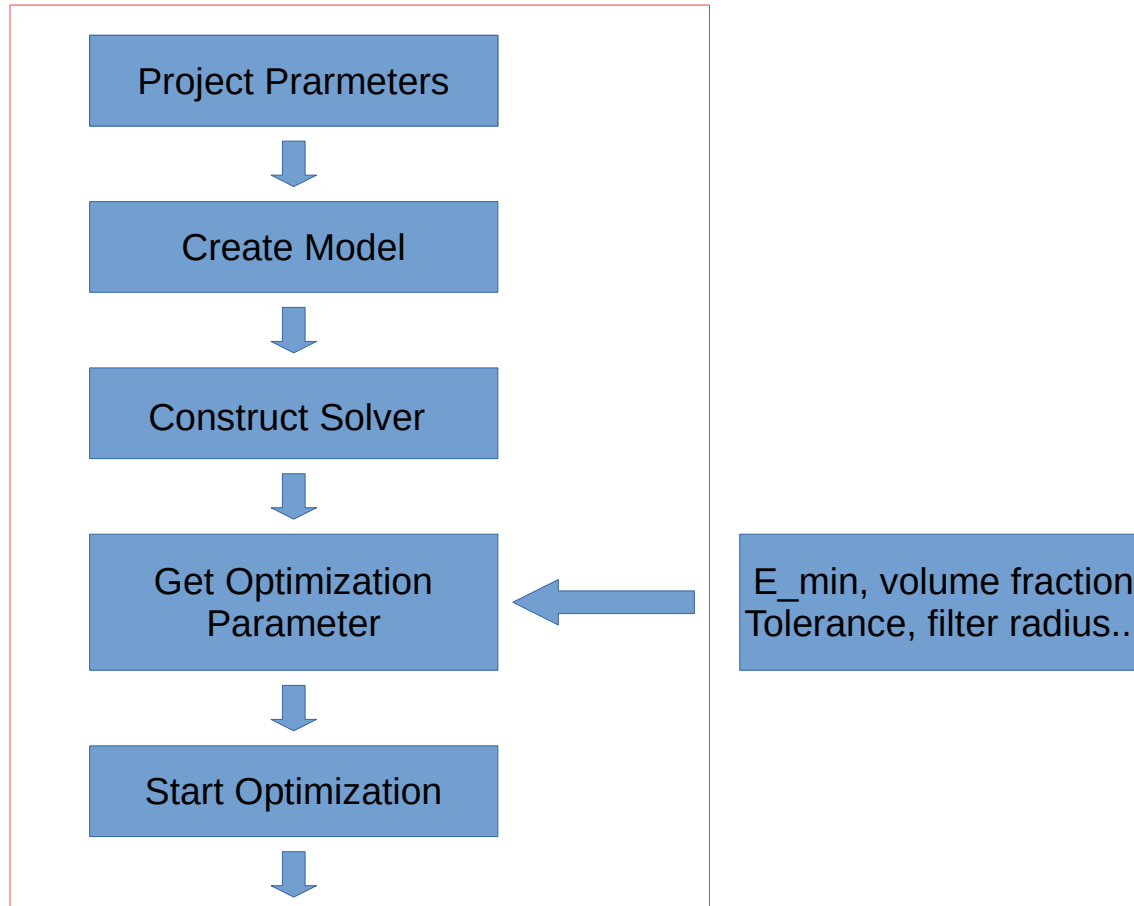 Project Prarmeters
Create Model
Construct Solver
Get Optimization
Parameter
E_min, volume fraction
Tolerance, filter radius..
Start Optimization